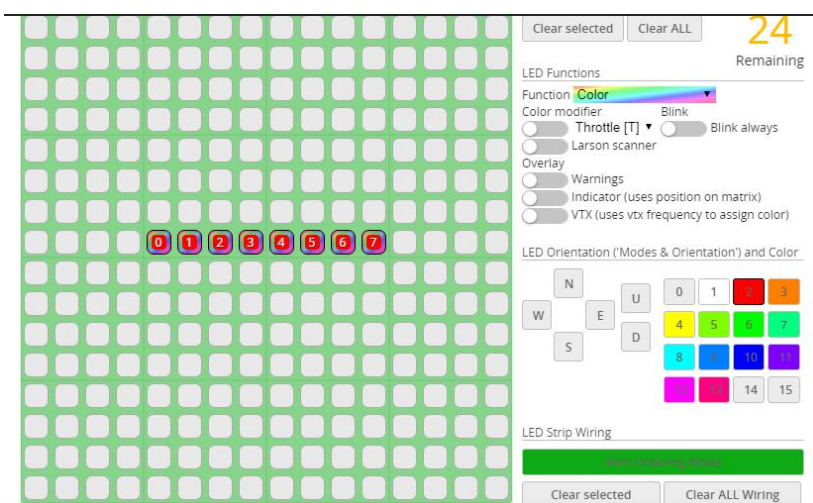 Clear selected Clear ALL 24
Remaining
LED Functions
Function Color
Color modifier Blink
Throttle [T] Blink always
Larson scanner
Overlay
Warnings
Indicator (uses position on matrix)
VTX (uses vtx frequency to assign color)
0 1 2 3 4 5 6 7
LED Orientation ('Modes & Orientation') and Color
N
U
W E
D
S
0 1 2 3
4 5 6 7
8 9 10 11
12 13 14 15
LED Strip Wiring
Wire Ordering Mode
Clear selected Clear ALL Wiring